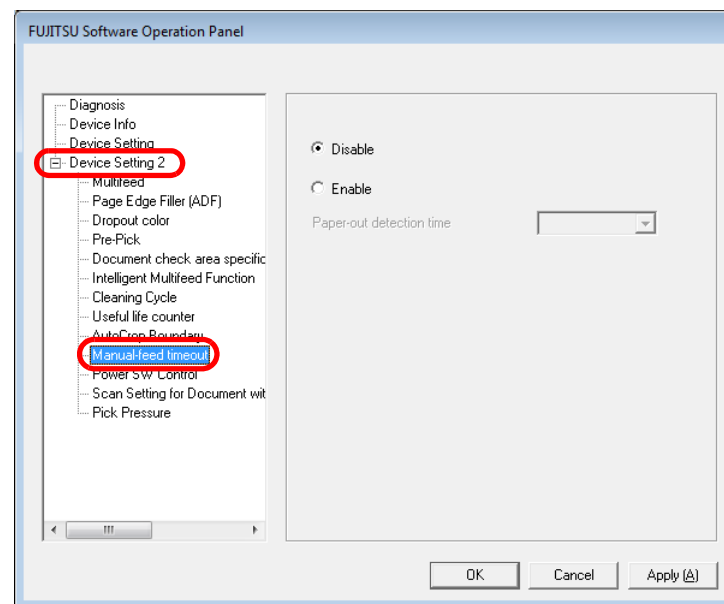 FUJITSU Software Operation Panel
Diagnosis
Device Info
Device Setting
Device Setting 2
Multifeed
Page Edge Filler (ADF)
Dropout color
Pre-Pick
Document check area specific
Intelligent Multifeed Function
Cleaning Cycle
Useful life counter
AutoCrop Boundary
Manual-feed timeout
Power SW Control
Scan Setting for Document wit
Pick Pressure
Disable
Enable
Paper-out detection time
OK Cancel Apply (A)